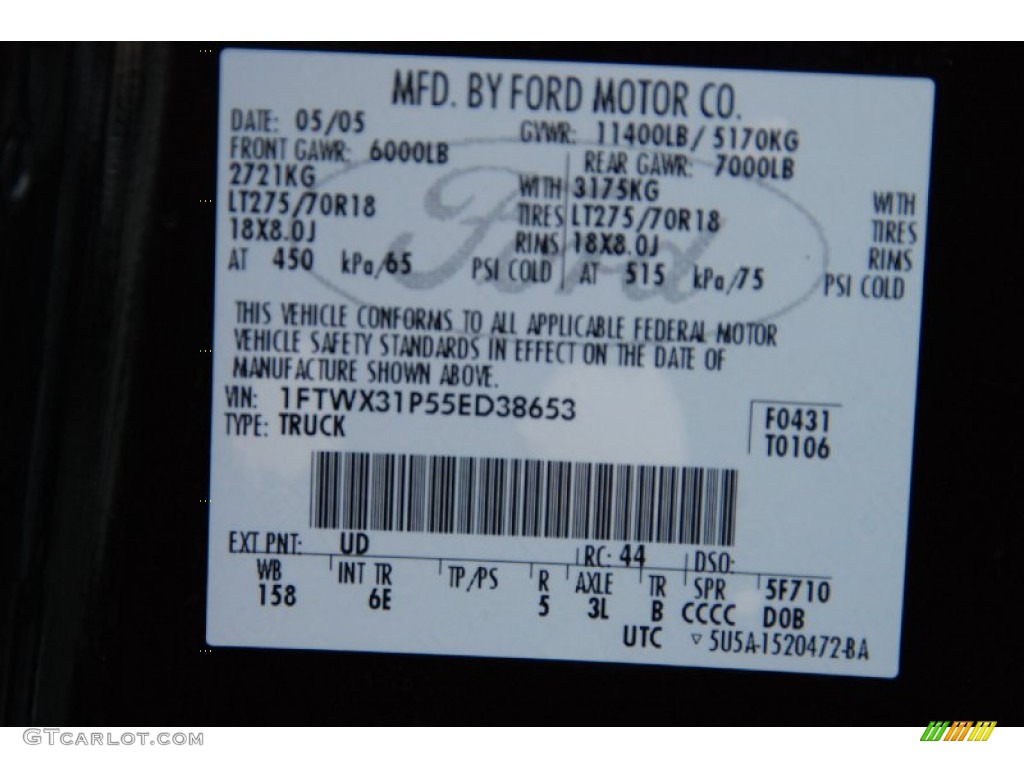 MFD. BY FORD MOTOR CO.
DATE: 05/05 GVWR: 11400LB / 5170KG
FRONT GAWR: 6000LB REAR GAWR: 7000LB
2721KG WITH 3175KG WITH
LT275/70R18 TIRES LT275/70R18 TIRES
18X8.0J RIMS 18X8.0J RIMS
AT 450 kPa/65 PSI COLD AT 515 kPa/75 PSI COLD
Ford
THIS VEHICLE CONFORMS TO ALL APPLICABLE FEDERAL MOTOR
VEHICLE SAFETY STANDARDS IN EFFECT ON THE DATE OF
MANUFACTURE SHOWN ABOVE.
VIN: 1FTWX31P55ED38653
TYPE: TRUCK
F0431
T0106
EXT PNT: UD RC: 44 DSO:
WB INT TR TP/PS R AXLE TR SPR 5F710
158 6E 5 3L B CCCC DOB
UTC ▽ 5U5A-1520472-BA
GTCARLOT.COM